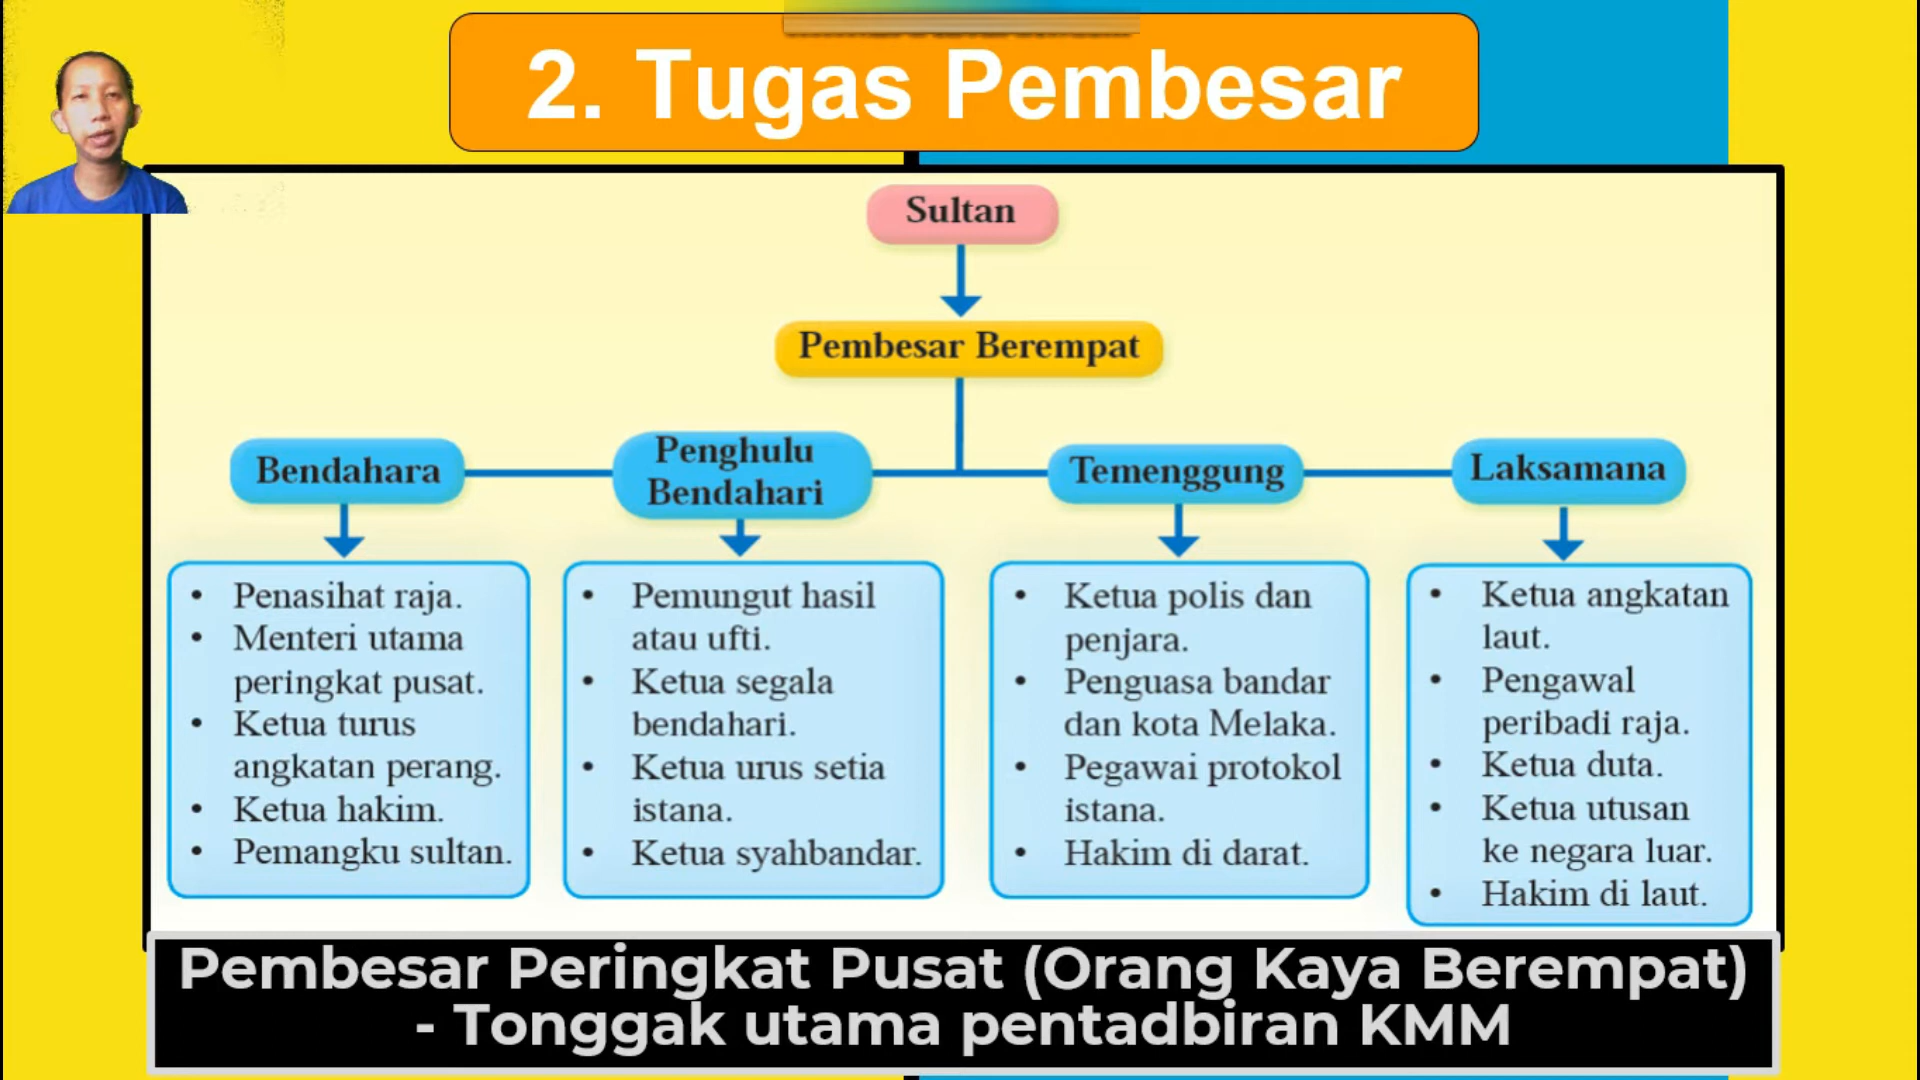 2. Tugas Pembesar
Sultan
Pembesar Berempat
Bendahara
• Penasihat raja.
• Menteri utama
peringkat pusat.
• Ketua turus
angkatan perang.
• Ketua hakim.
• Pemangku sultan.
Penghulu
Bendahari
• Pemungut hasil
atau ufti.
• Ketua segala
bendahari.
• Ketua urus setia
istana.
• Ketua syahbandar.
Temenggung
• Ketua polis dan
penjara.
• Penguasa bandar
dan kota Melaka.
• Pegawai protokol
istana.
• Hakim di darat.
Laksamana
• Ketua angkatan
laut.
• Pengawal
peribadi raja.
• Ketua duta.
• Ketua utusan
ke negara luar.
• Hakim di laut.
Pembesar Peringkat Pusat (Orang Kaya Berempat)
- Tonggak utama pentadbiran KMM